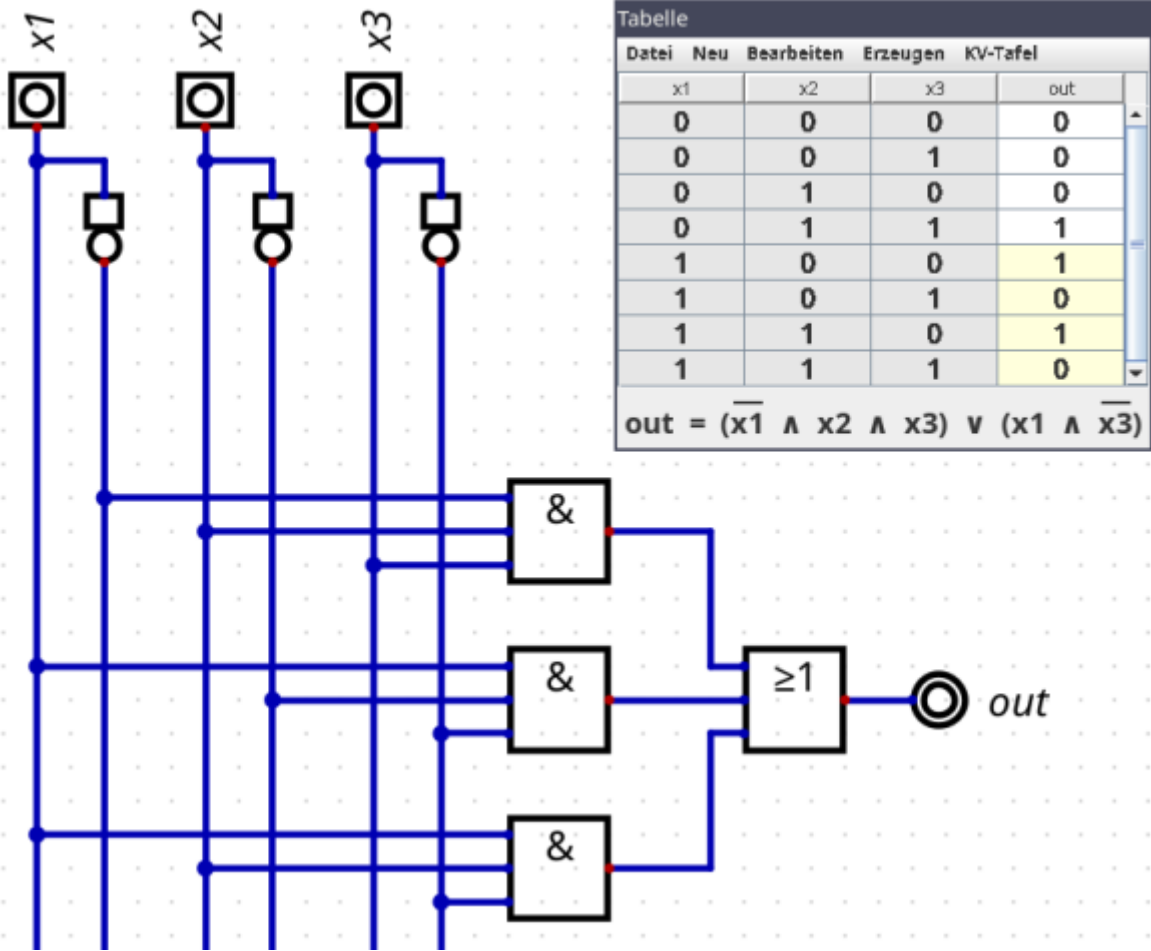 x1 x2 x3
Tabelle
Datei Neu Bearbeiten Erzeugen KV-Tafel
x1 x2 x3 out
0 0 0 0
0 0 1 0
0 1 0 0
0 1 1 1
1 0 0 1
1 0 1 0
1 1 0 1
1 1 1 0
out = (x̅1̅ ∧ x2 ∧ x3) ∨ (x1 ∧ x̅3̅)
&
&
≥1
out
&